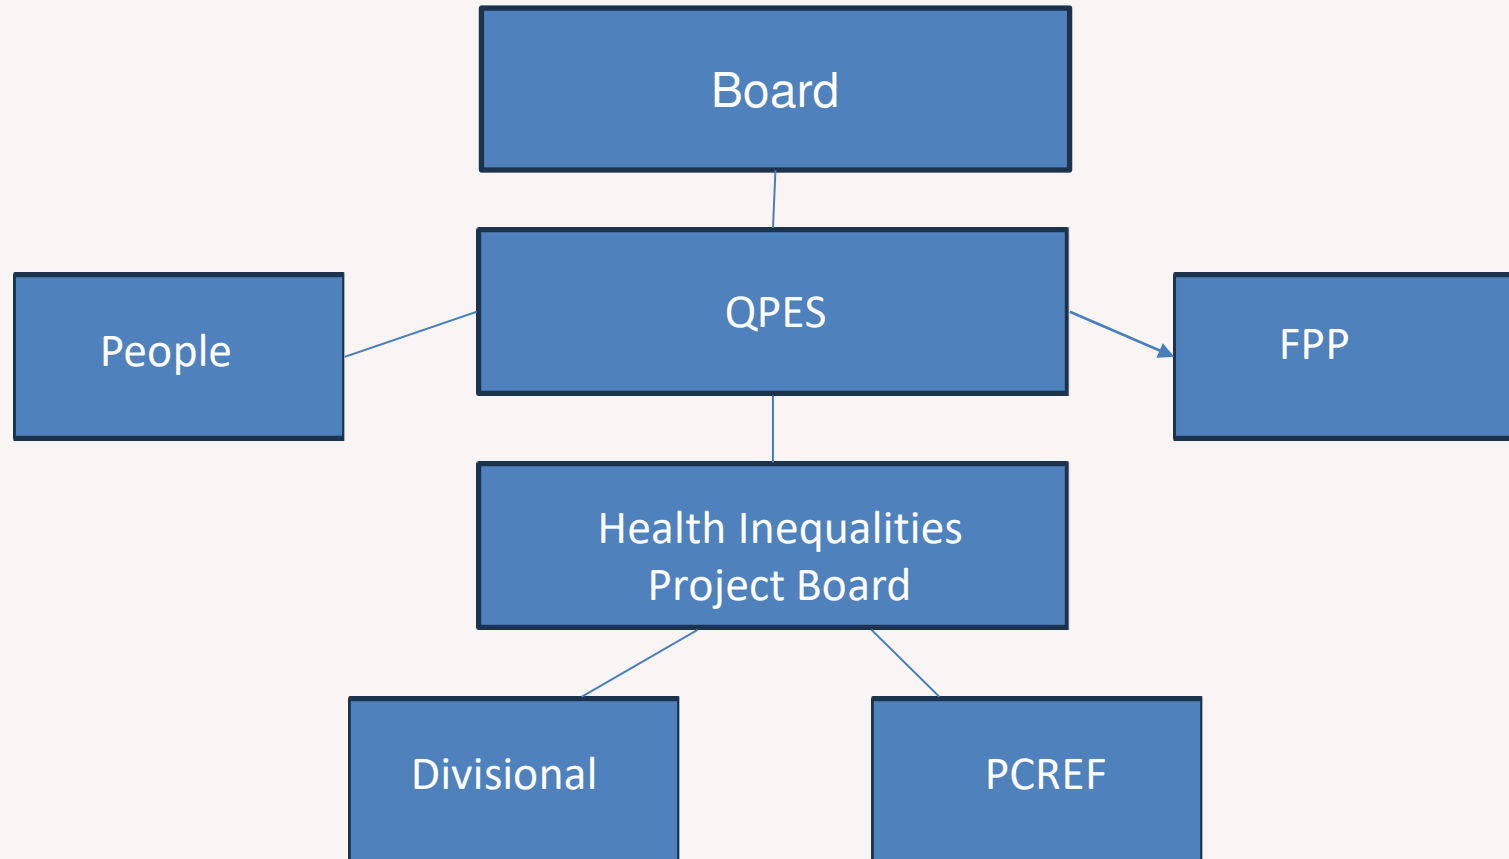 Board
QPES
People
FPP
Health Inequalities
Project Board
Divisional
PCREF